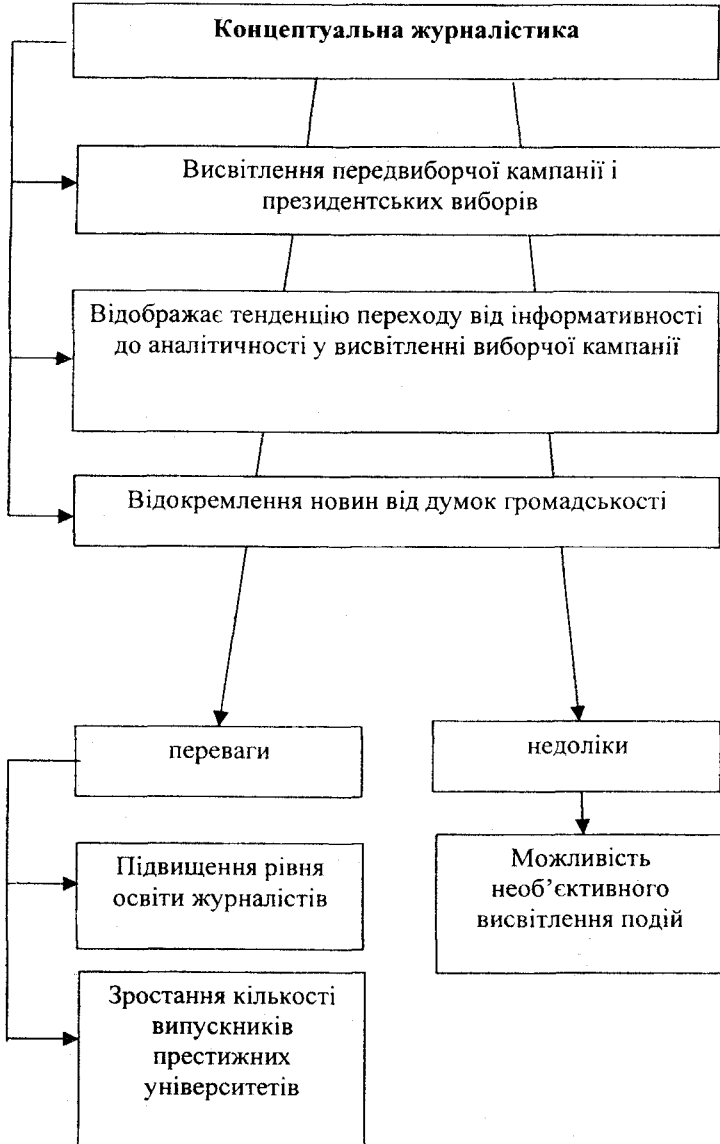 Концептуальна журналістика
Висвітлення передвиборчої кампанії і
президентських виборів
Відображає тенденцію переходу від інформативності
до аналітичності у висвітленні виборчої кампанії
Відокремлення новин від думок громадськості
переваги
недоліки
Підвищення рівня
освіти журналістів
Можливість
необ’єктивного
висвітлення подій
Зростання кількості
випускників
престижних
університетів